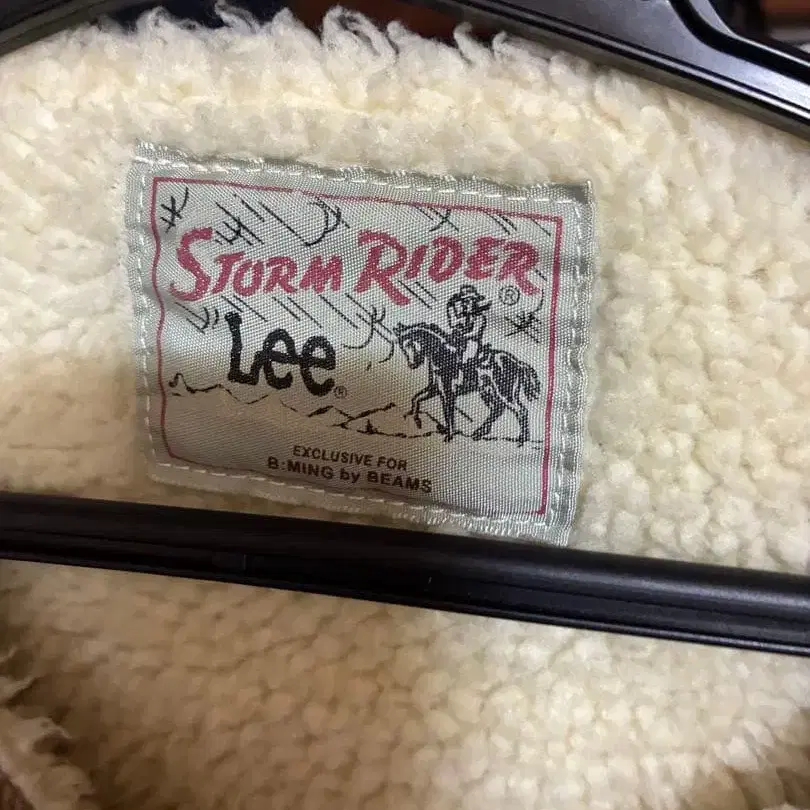 STORM RIDER®
Lee®
EXCLUSIVE FOR
B:MING by BEAMS